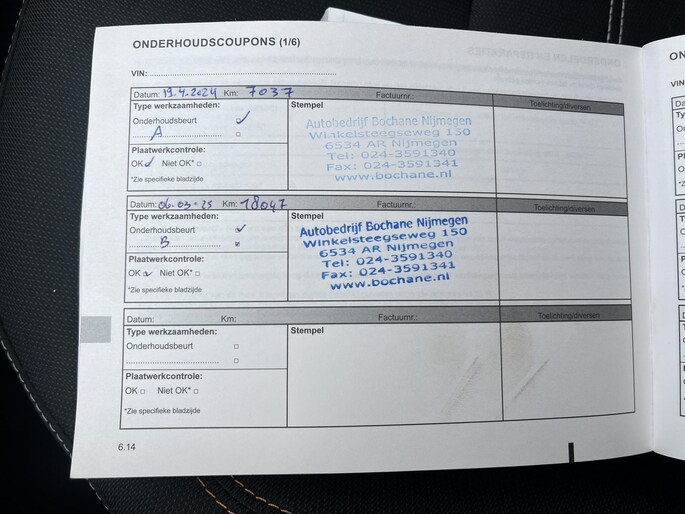 ONDERHOUDSCOUPONS (1/6)
VIN:
Datum: 19.4.2024 Km: 7037 Factuurnr.: Toelichting/diversen
Type werkzaamheden: Stempel
Onderhoudsbeurt
A
Plaatwerkcontrole:
OK Niet OK*
*Zie specifieke bladzijde
Autobedrijf Bochane Nijmegen
Winkelsteegseweg 150
6534 AR Nijmegen
Tel: 024-3591340
Fax: 024-3591341
www.bochane.nl
Datum: 06-03-25 Km: 18047 Factuurnr.: Toelichting/diversen
Type werkzaamheden: Stempel
Onderhoudsbeurt
B
Plaatwerkcontrole:
OK Niet OK*
*Zie specifieke bladzijde
Autobedrijf Bochane Nijmegen
Winkelsteegseweg 150
6534 AR Nijmegen
Tel: 024-3591340
Fax: 024-3591341
www.bochane.nl
Datum: Km: Factuurnr.: Toelichting/diversen
Type werkzaamheden: Stempel
Onderhoudsbeurt
Plaatwerkcontrole:
OK Niet OK*
*Zie specifieke bladzijde
6.14
ON
VIN